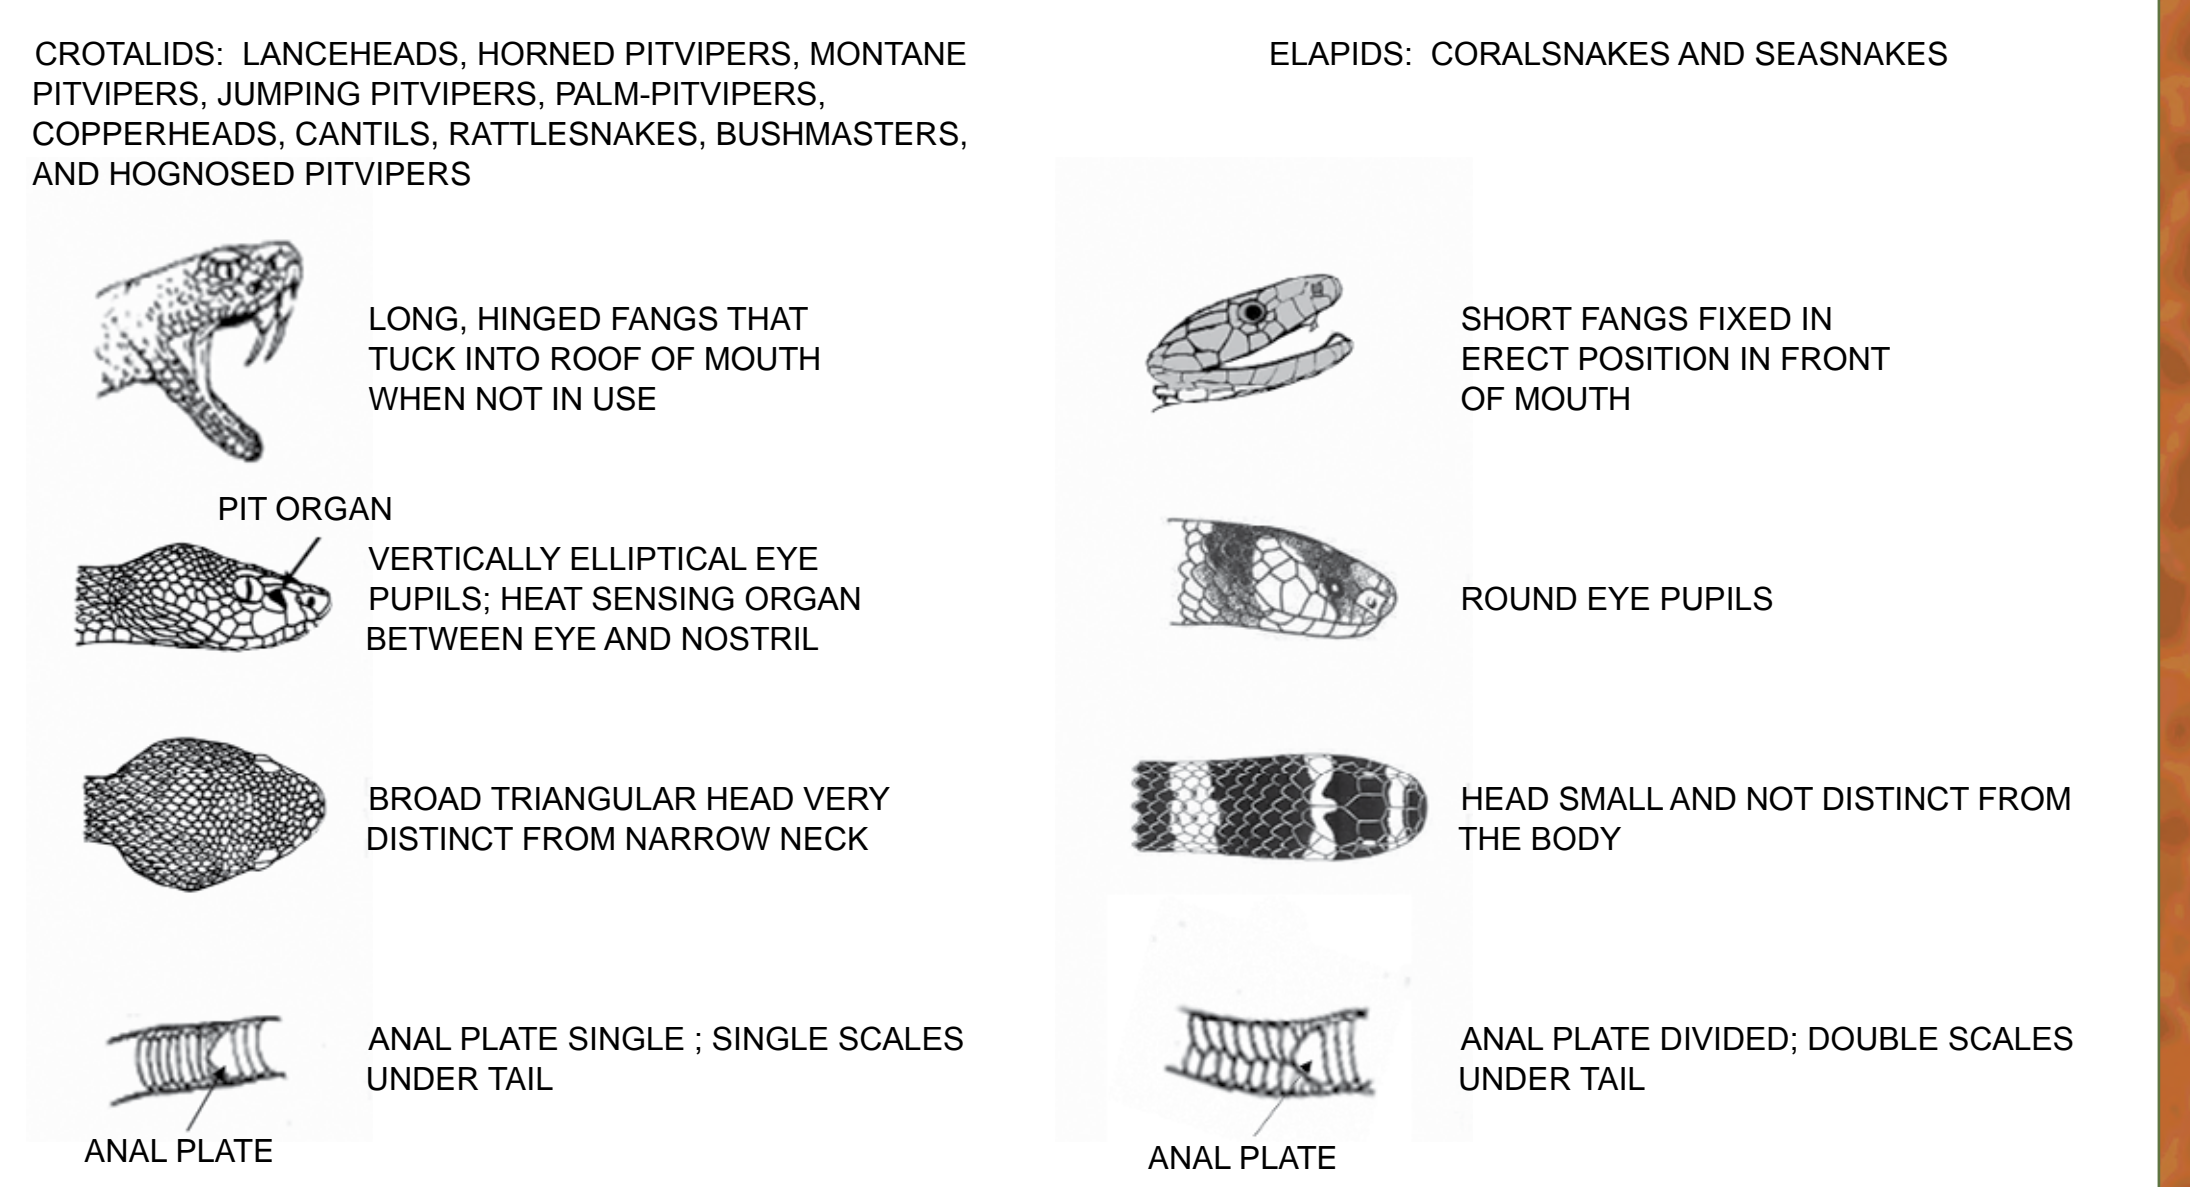 CROTALIDS: LANCEHEADS, HORNED PITVIPERS, MONTANE
PITVIPERS, JUMPING PITVIPERS, PALM-PITVIPERS,
COPPERHEADS, CANTILS, RATTLESNAKES, BUSHMASTERS,
AND HOGNOSED PITVIPERS
LONG, HINGED FANGS THAT
TUCK INTO ROOF OF MOUTH
WHEN NOT IN USE
PIT ORGAN
VERTICALLY ELLIPTICAL EYE
PUPILS; HEAT SENSING ORGAN
BETWEEN EYE AND NOSTRIL
BROAD TRIANGULAR HEAD VERY
DISTINCT FROM NARROW NECK
ANAL PLATE SINGLE ; SINGLE SCALES
UNDER TAIL
ANAL PLATE
ELAPIDS: CORALSNAKES AND SEASNAKES
SHORT FANGS FIXED IN
ERECT POSITION IN FRONT
OF MOUTH
ROUND EYE PUPILS
HEAD SMALL AND NOT DISTINCT FROM
THE BODY
ANAL PLATE DIVIDED; DOUBLE SCALES
UNDER TAIL
ANAL PLATE